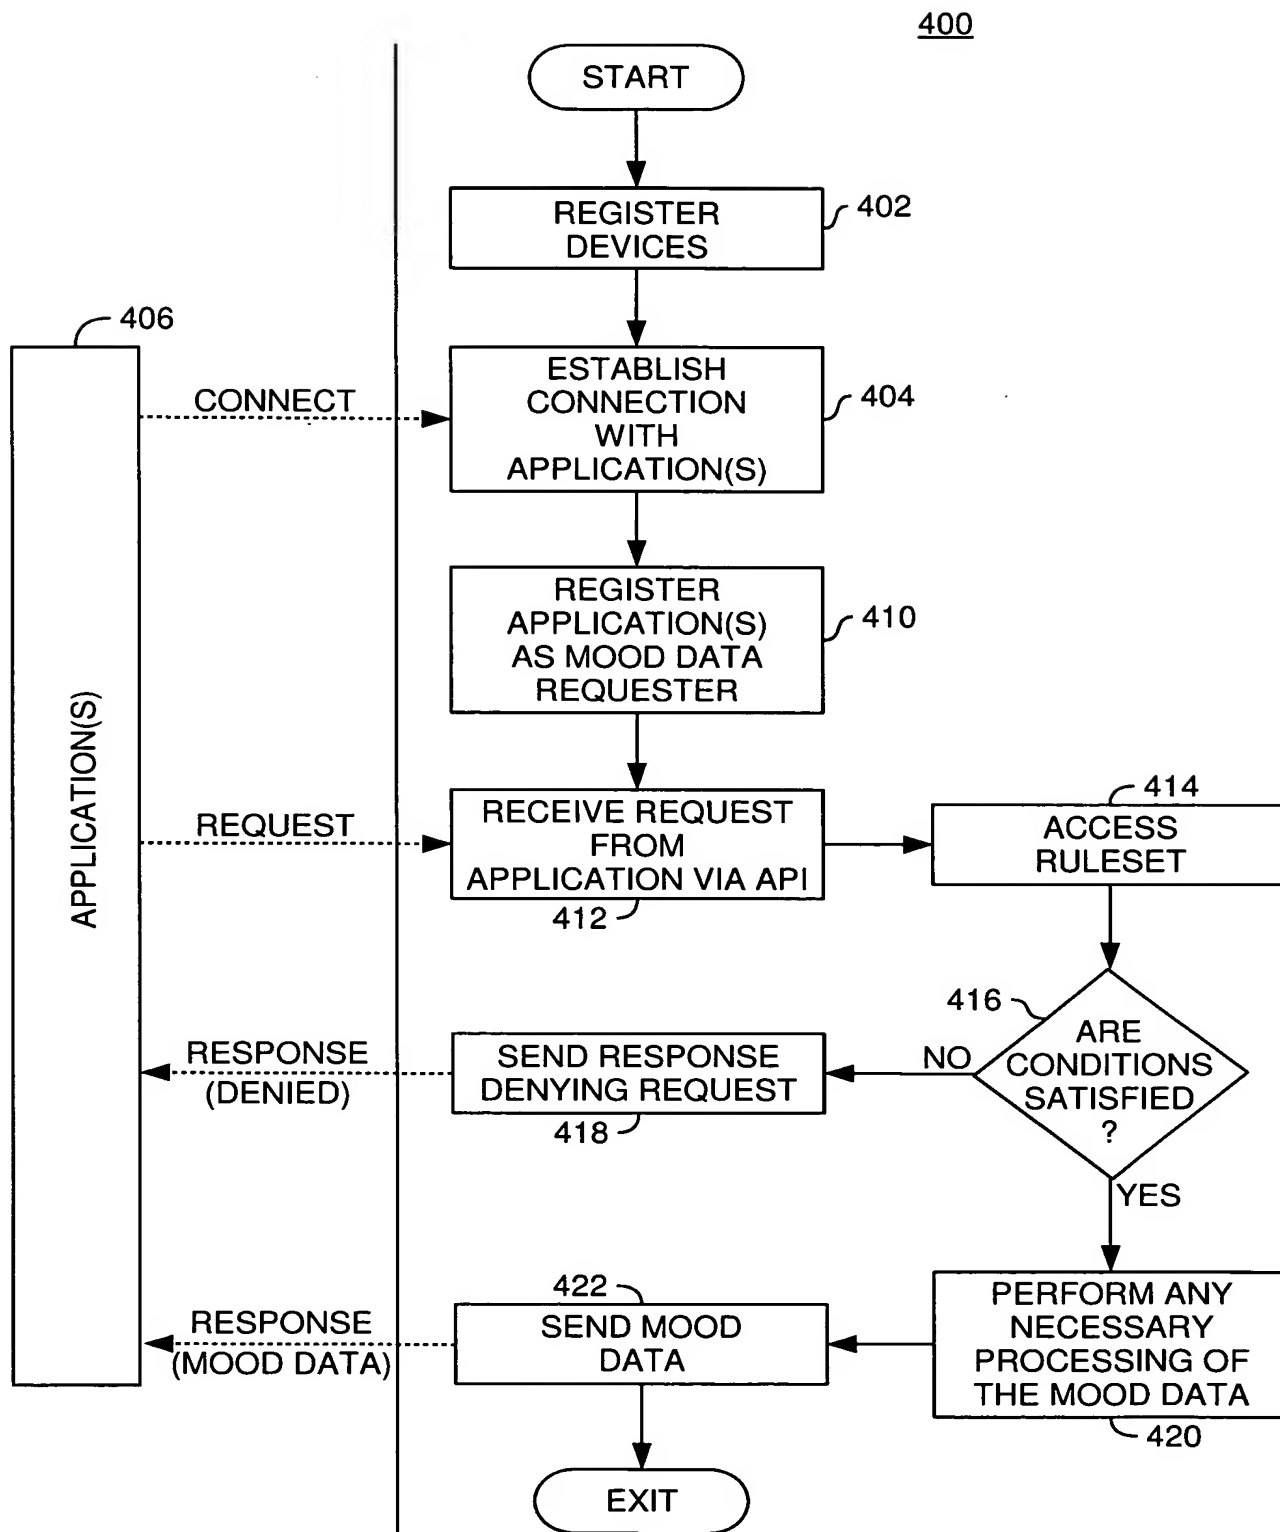 400
START
REGISTER
DEVICES
402
406
CONNECT
ESTABLISH
CONNECTION
WITH
APPLICATION(S)
404
REGISTER
APPLICATION(S)
AS MOOD DATA
REQUESTER
410
APPLICATION(S)
REQUEST
RECEIVE REQUEST
FROM
APPLICATION VIA API
412
414
ACCESS
RULESET
416
ARE
CONDITIONS
SATISFIED
?
NO
YES
SEND RESPONSE
DENYING REQUEST
418
RESPONSE
(DENIED)
PERFORM ANY
NECESSARY
PROCESSING OF
THE MOOD DATA
420
422
SEND MOOD
DATA
RESPONSE
(MOOD DATA)
EXIT